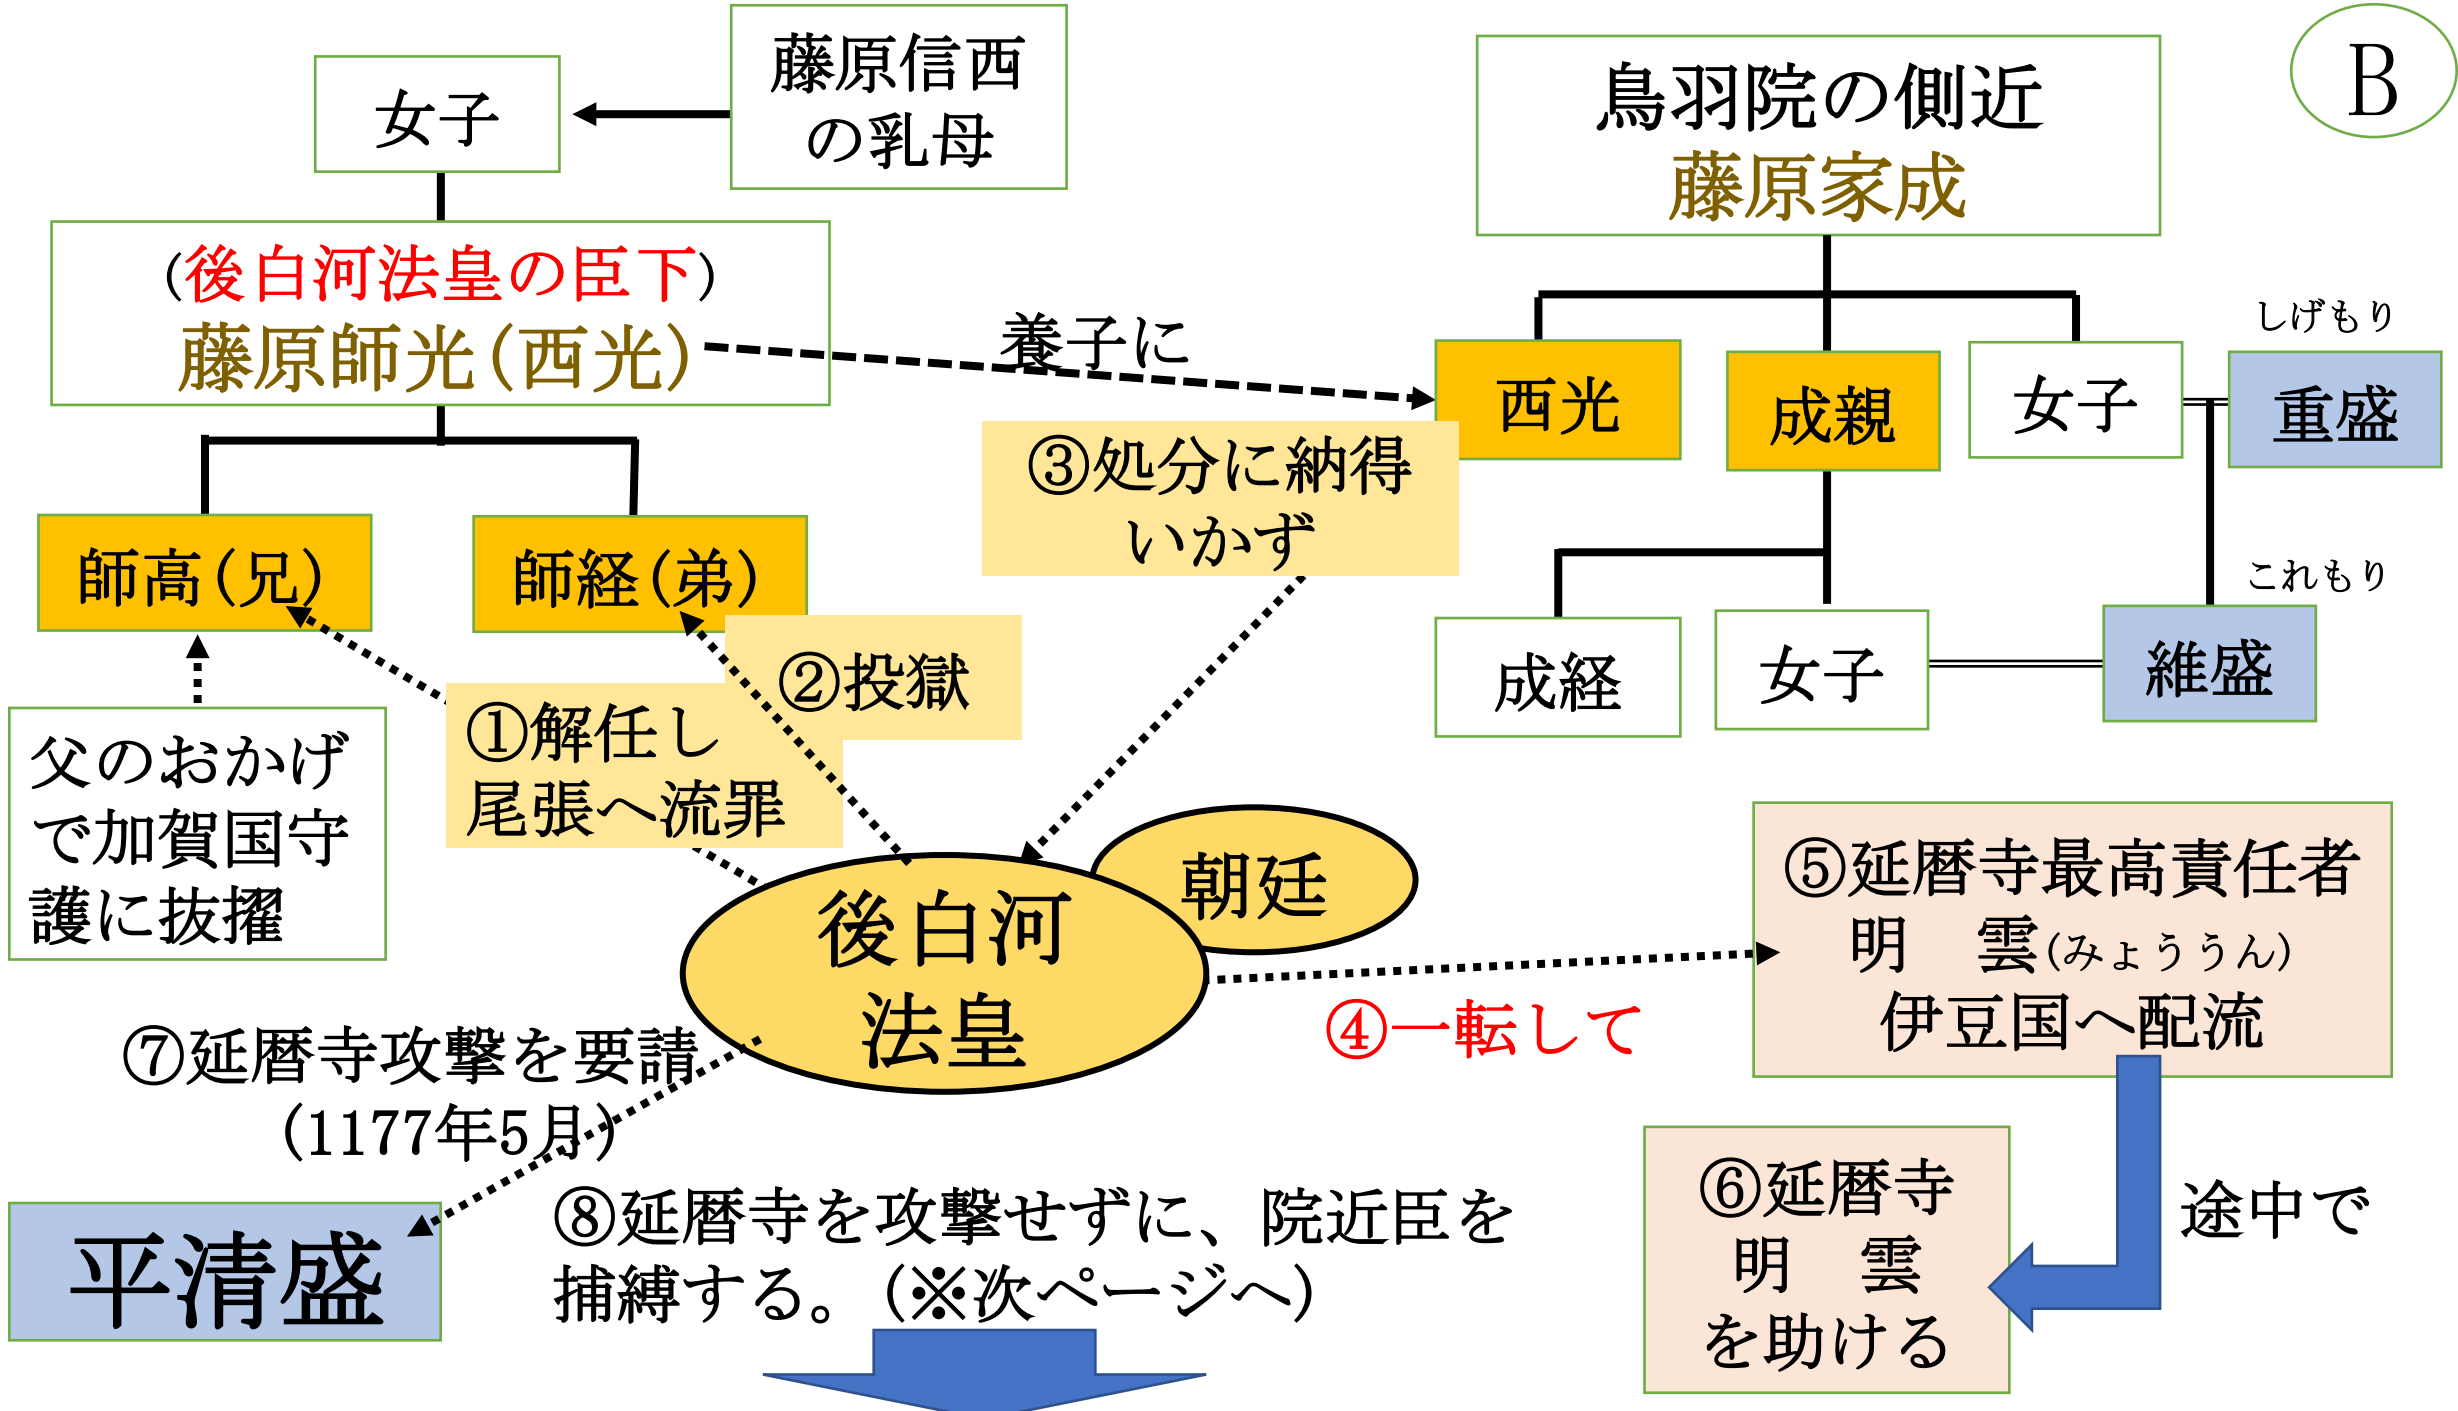 B
藤原信西
の乳母
女子
(後白河法皇の臣下)
藤原師光(西光)
養子に
鳥羽院の側近
藤原家成
西光
成親
女子
しげもり
重盛
③処分に納得
いかず
師高(兄)
師経(弟)
②投獄
①解任し
尾張へ流罪
父のおかげ
で加賀国守
護に抜擢
成経
女子
これもり
維盛
朝廷
後白河
法皇
④一転して
⑤延暦寺最高責任者
明　雲(みょううん)
伊豆国へ配流
途中で
⑥延暦寺
明　雲
を助ける
⑦延暦寺攻撃を要請
(1177年5月)
平清盛
⑧延暦寺を攻撃せずに、院近臣を
捕縛する。(※次ページへ)